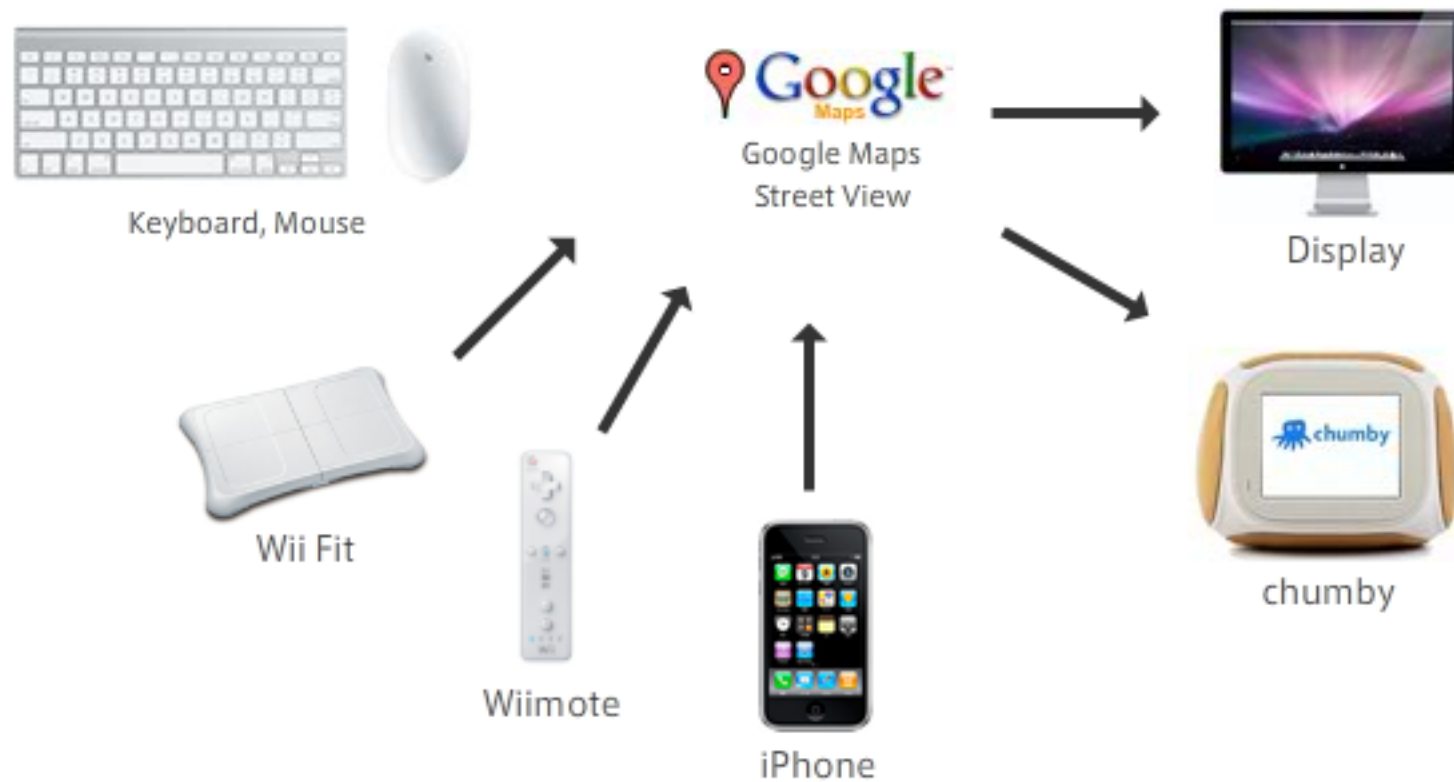 Google
Maps
Google Maps
Street View
Keyboard, Mouse
Display
chumby
Wii Fit
chumby
Wiimote
iPhone